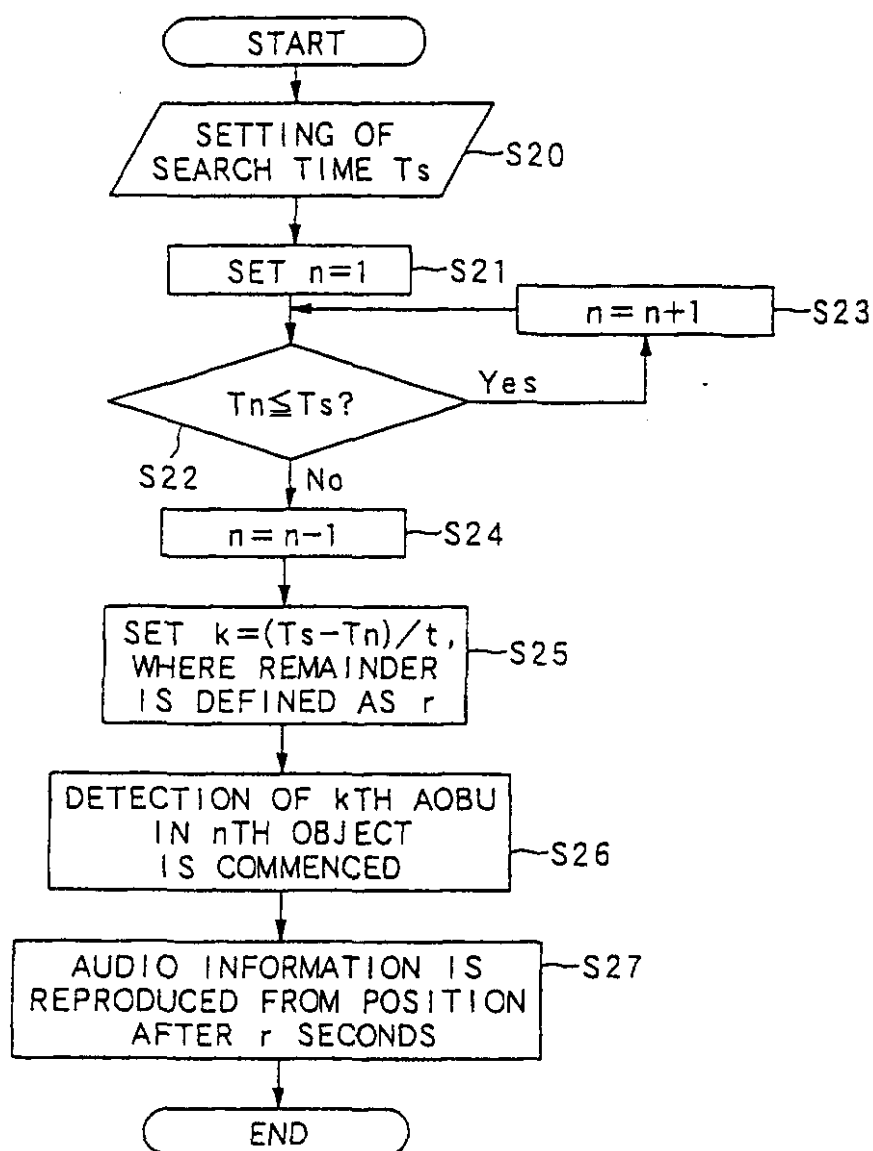 START
SETTING OF
SEARCH TIME Ts
S20
SET n=1
S21
n=n+1
S23
Tn≦Ts?
Yes
S22
No
n=n-1
S24
SET k=(Ts-Tn)/t,
WHERE REMAINDER
IS DEFINED AS r
S25
DETECTION OF kTH AOBU
IN nTH OBJECT
IS COMMENCED
S26
AUDIO INFORMATION IS
REPRODUCED FROM POSITION
AFTER r SECONDS
S27
END